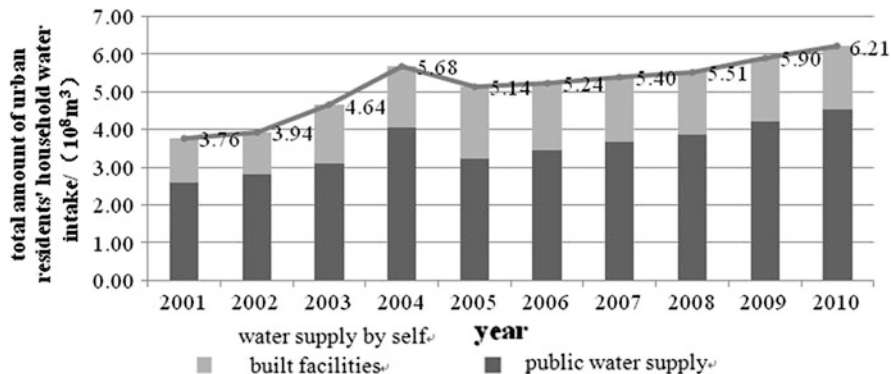 total amount of urban
residents' household water
intake/（10⁸m³）
7.00
6.00
5.00
4.00
3.00
2.00
1.00
0.00
3.76
3.94
4.64
5.68
5.14
5.24
5.40
5.51
5.90
6.21
2001 2002 2003 2004 2005 2006 2007 2008 2009 2010
year
water supply by self↵
built facilities↵
public water supply↵